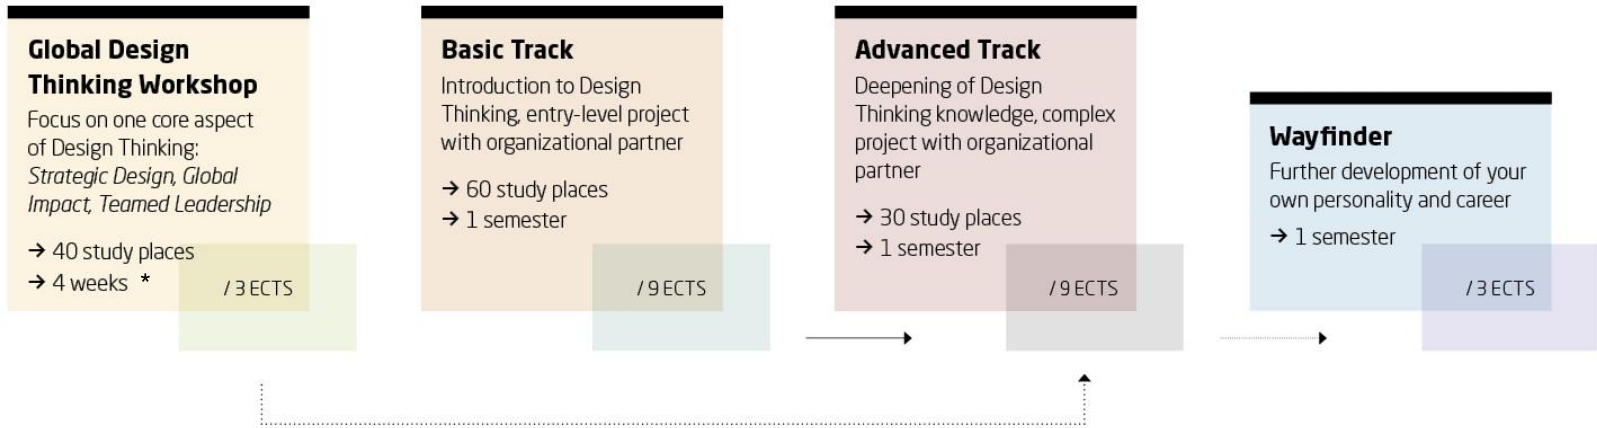 Global Design
Thinking Workshop
Focus on one core aspect
of Design Thinking:
Strategic Design, Global
Impact, Teamed Leadership
→ 40 study places
→ 4 weeks *
/ 3 ECTS
Basic Track
Introduction to Design
Thinking, entry-level project
with organizational partner
→ 60 study places
→ 1 semester
/ 9 ECTS
Advanced Track
Deepening of Design
Thinking knowledge, complex
project with organizational
partner
→ 30 study places
→ 1 semester
/ 9 ECTS
Wayfinder
Further development of your
own personality and career
→ 1 semester
/ 3 ECTS